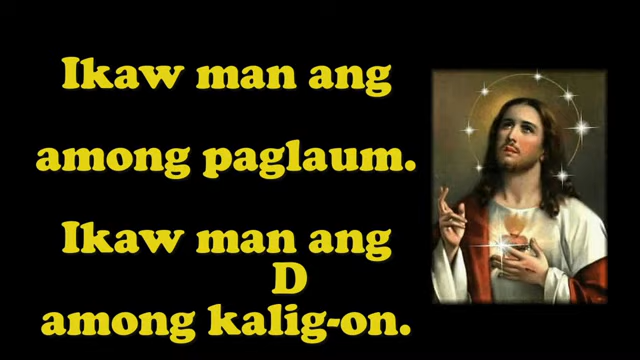 Ikaw man ang
among paglaum.
Ikaw man ang
D
among kalig-on.